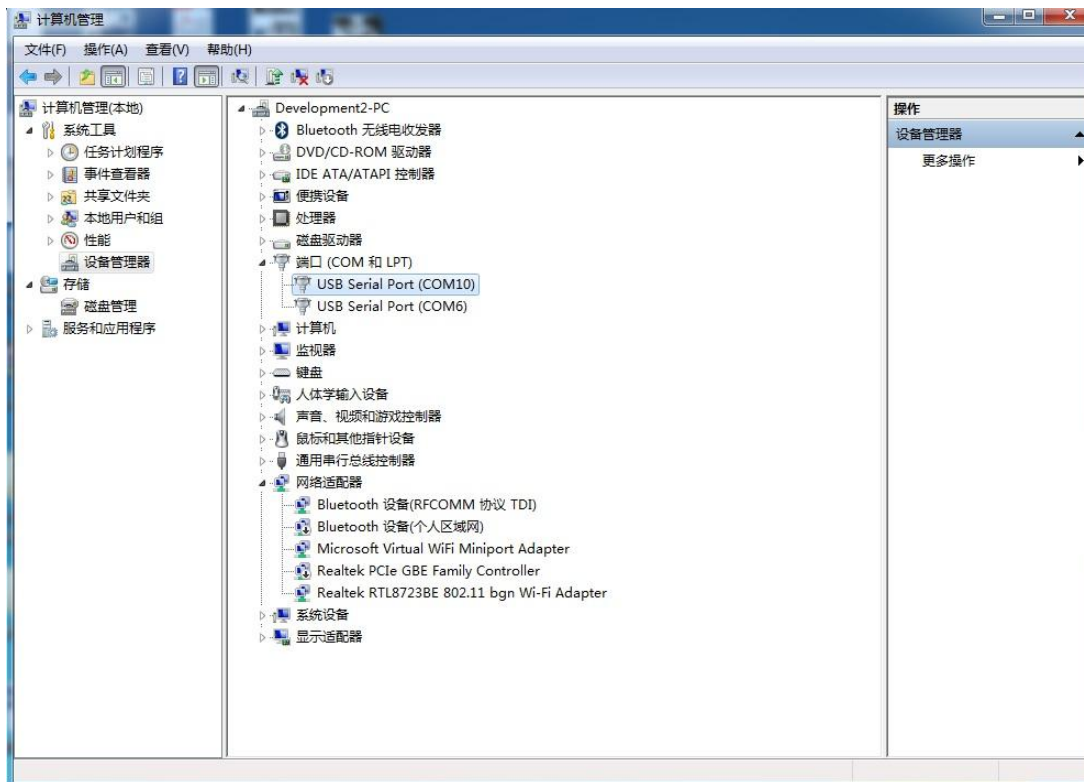 计算机管理
文件(F) 操作(A) 查看(V) 帮助(H)
计算机管理(本地)
系统工具
任务计划程序
事件查看器
共享文件夹
本地用户和组
性能
设备管理器
存储
磁盘管理
服务和应用程序
Development2-PC
Bluetooth 无线电收发器
DVD/CD-ROM 驱动器
IDE ATA/ATAPI 控制器
便携设备
处理器
磁盘驱动器
端口 (COM 和 LPT)
USB Serial Port (COM10)
USB Serial Port (COM6)
计算机
监视器
键盘
人体学输入设备
声音、视频和游戏控制器
鼠标和其他指针设备
通用串行总线控制器
网络适配器
Bluetooth 设备(RFCOMM 协议 TDI)
Bluetooth 设备(个人区域网)
Microsoft Virtual WiFi Miniport Adapter
Realtek PCIe GBE Family Controller
Realtek RTL8723BE 802.11 bgn Wi-Fi Adapter
系统设备
显示适配器
操作
设备管理器
更多操作